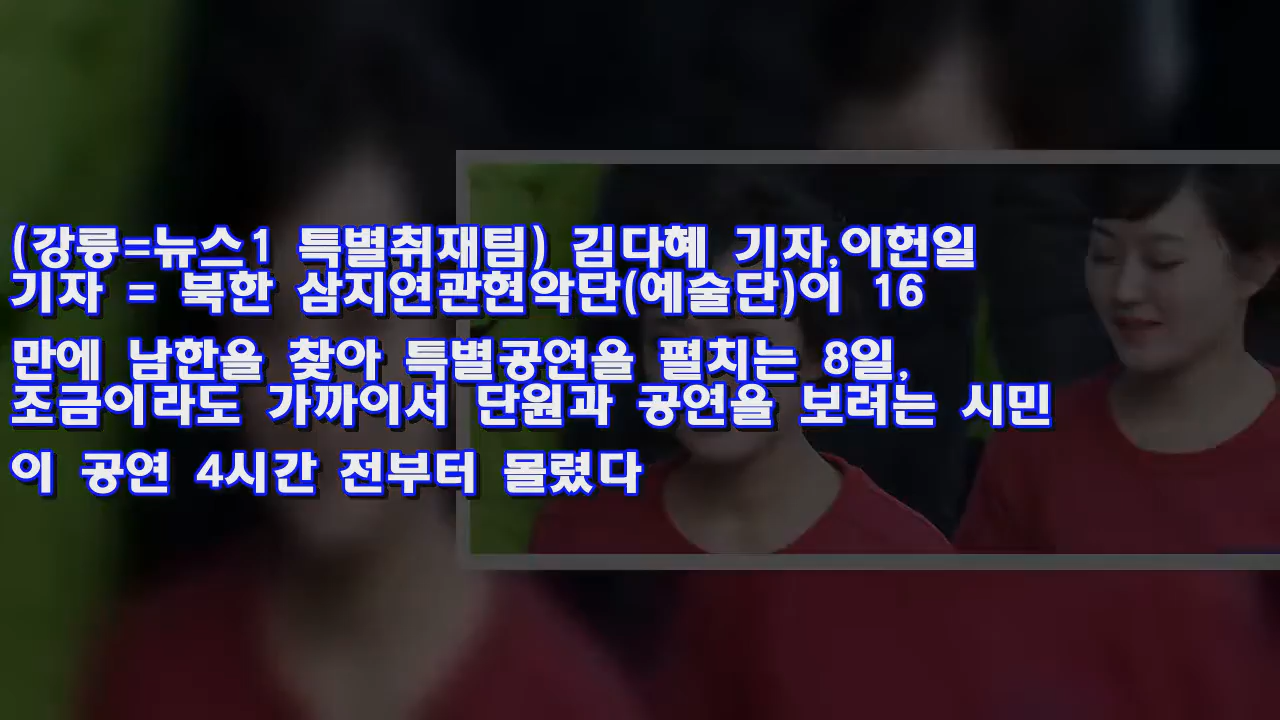 (강릉=뉴스1 특별취재팀) 김다혜 기자,이헌일
기자 = 북한 삼지연관현악단(예술단)이 16
만에 남한을 찾아 특별공연을 펼치는 8일,
조금이라도 가까이서 단원과 공연을 보려는 시민
이 공연 4시간 전부터 몰렸다